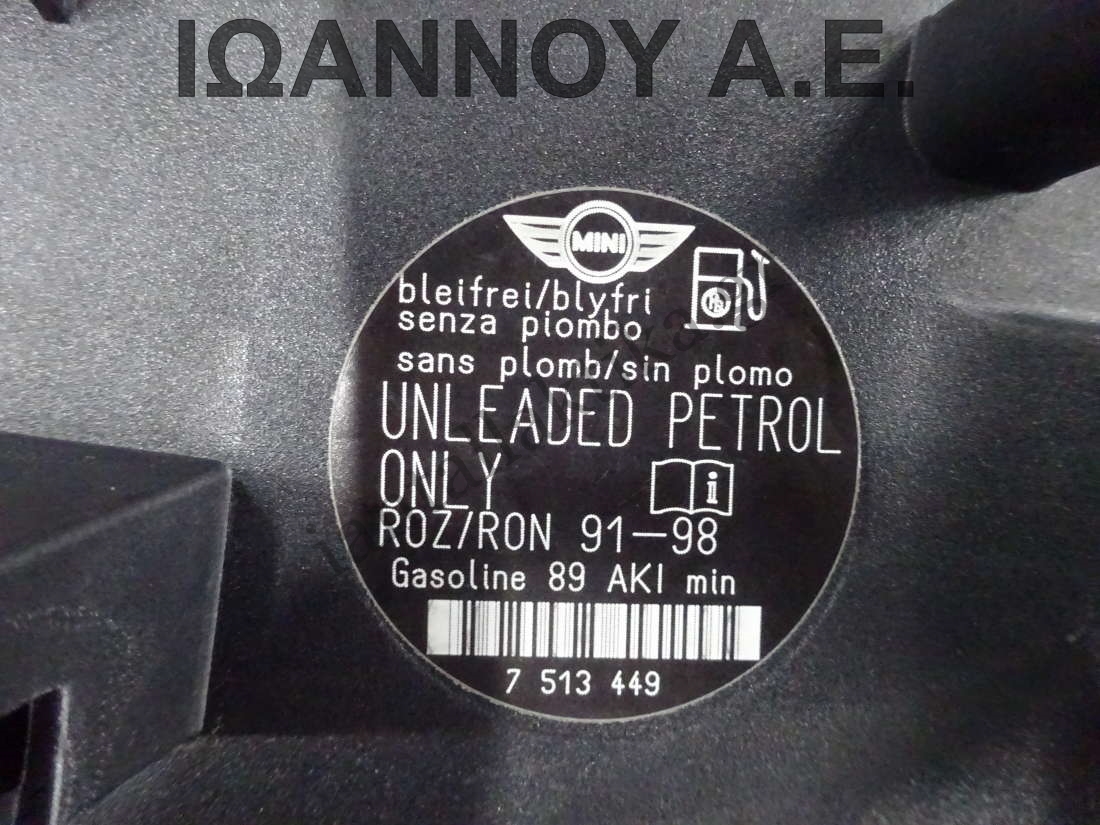 ΙΩΑΝΝΟΥ Α.Ε.
MINI
bleifrei/blyfri
senza piombo
sans plomb/sin plomo
UNLEADED PETROL
ONLY
i
ROZ/RON 91-98
Gasoline 89 AKI min
7 513 449